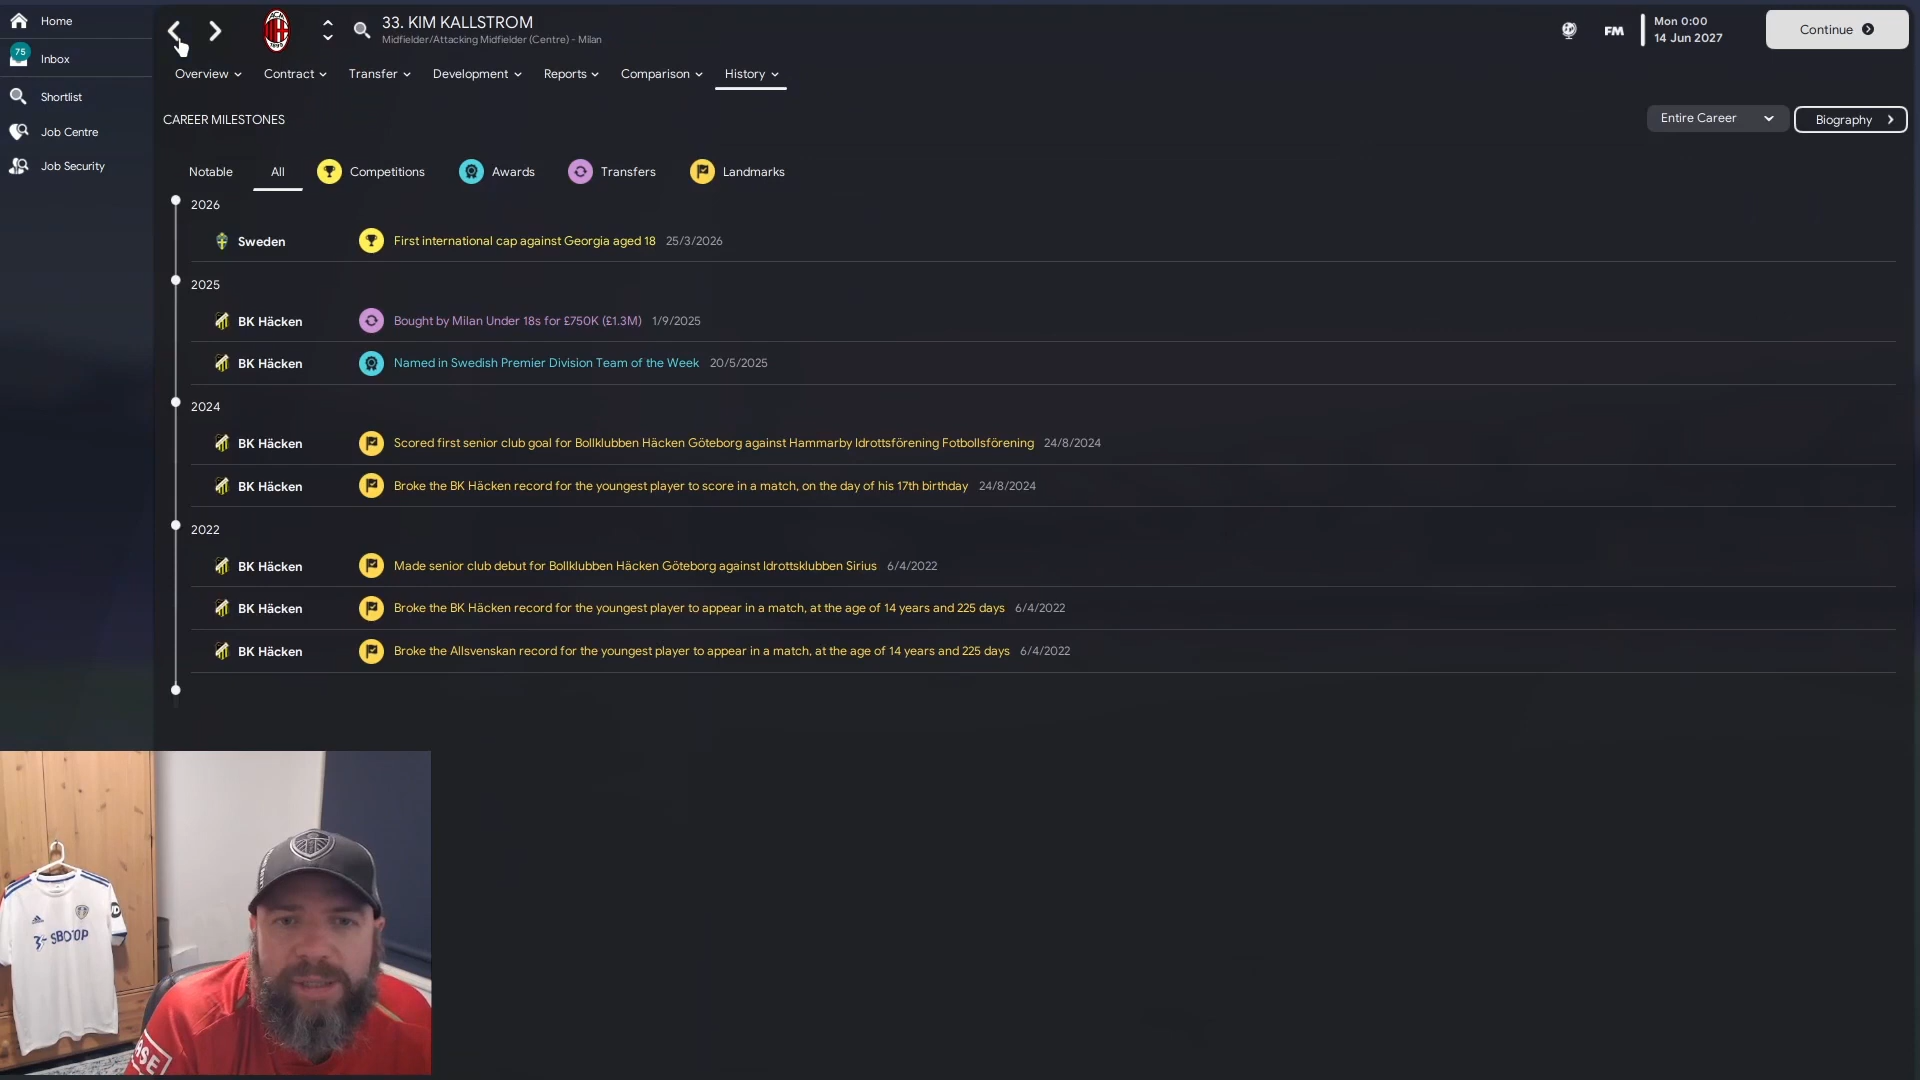 Home
75
Inbox
Shortlist
Job Centre
Job Security
33. KIM KALLSTROM
Midfielder/Attacking Midfielder (Centre) - Milan
FM
Mon 0:00
14 Jun 2027
Continue
Overview
Contract
Transfer
Development
Reports
Comparison
History
CAREER MILESTONES
Entire Career
Biography
Notable
All
Competitions
Awards
Transfers
Landmarks
2026
Sweden First international cap against Georgia aged 18 25/3/2026
2025
BK Häcken Bought by Milan Under 18s for £750K (£1.3M) 1/9/2025
BK Häcken Named in Swedish Premier Division Team of the Week 20/5/2025
2024
BK Häcken Scored first senior club goal for Bollklubben Häcken Göteborg against Hammarby Idrottsförening Fotbollsförening 24/8/2024
BK Häcken Broke the BK Häcken record for the youngest player to score in a match, on the day of his 17th birthday 24/8/2024
2022
BK Häcken Made senior club debut for Bollklubben Häcken Göteborg against Idrottsklubben Sirius 6/4/2022
BK Häcken Broke the BK Häcken record for the youngest player to appear in a match, at the age of 14 years and 225 days 6/4/2022
BK Häcken Broke the Allsvenskan record for the youngest player to appear in a match, at the age of 14 years and 225 days 6/4/2022